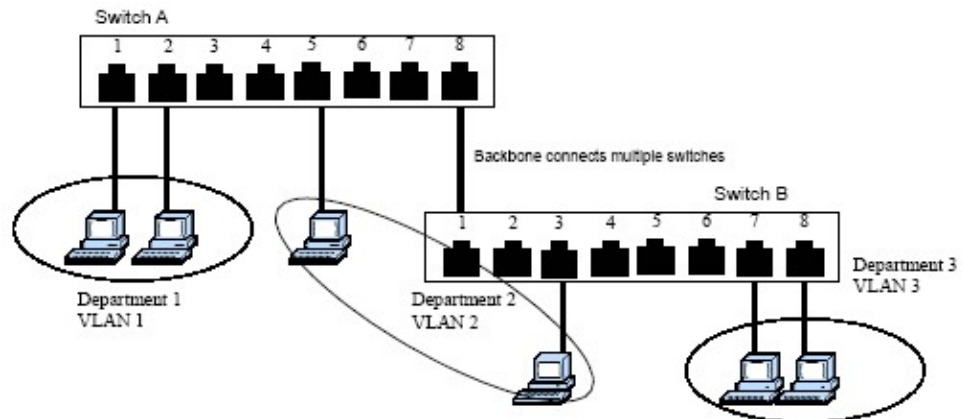 Switch A
1 2 3 4 5 6 7 8
Backbone connects multiple switches
Switch B
1 2 3 4 5 6 7 8
Department 1
VLAN 1
Department 2
VLAN 2
Department 3
VLAN 3